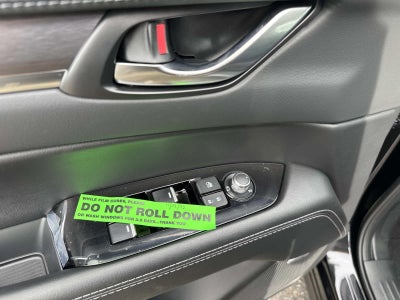 WHILE FILM CURES, PLEASE
DO NOT ROLL DOWN
OR WASH WINDOWS FOR 3-5 DAYS...THANK YOU!